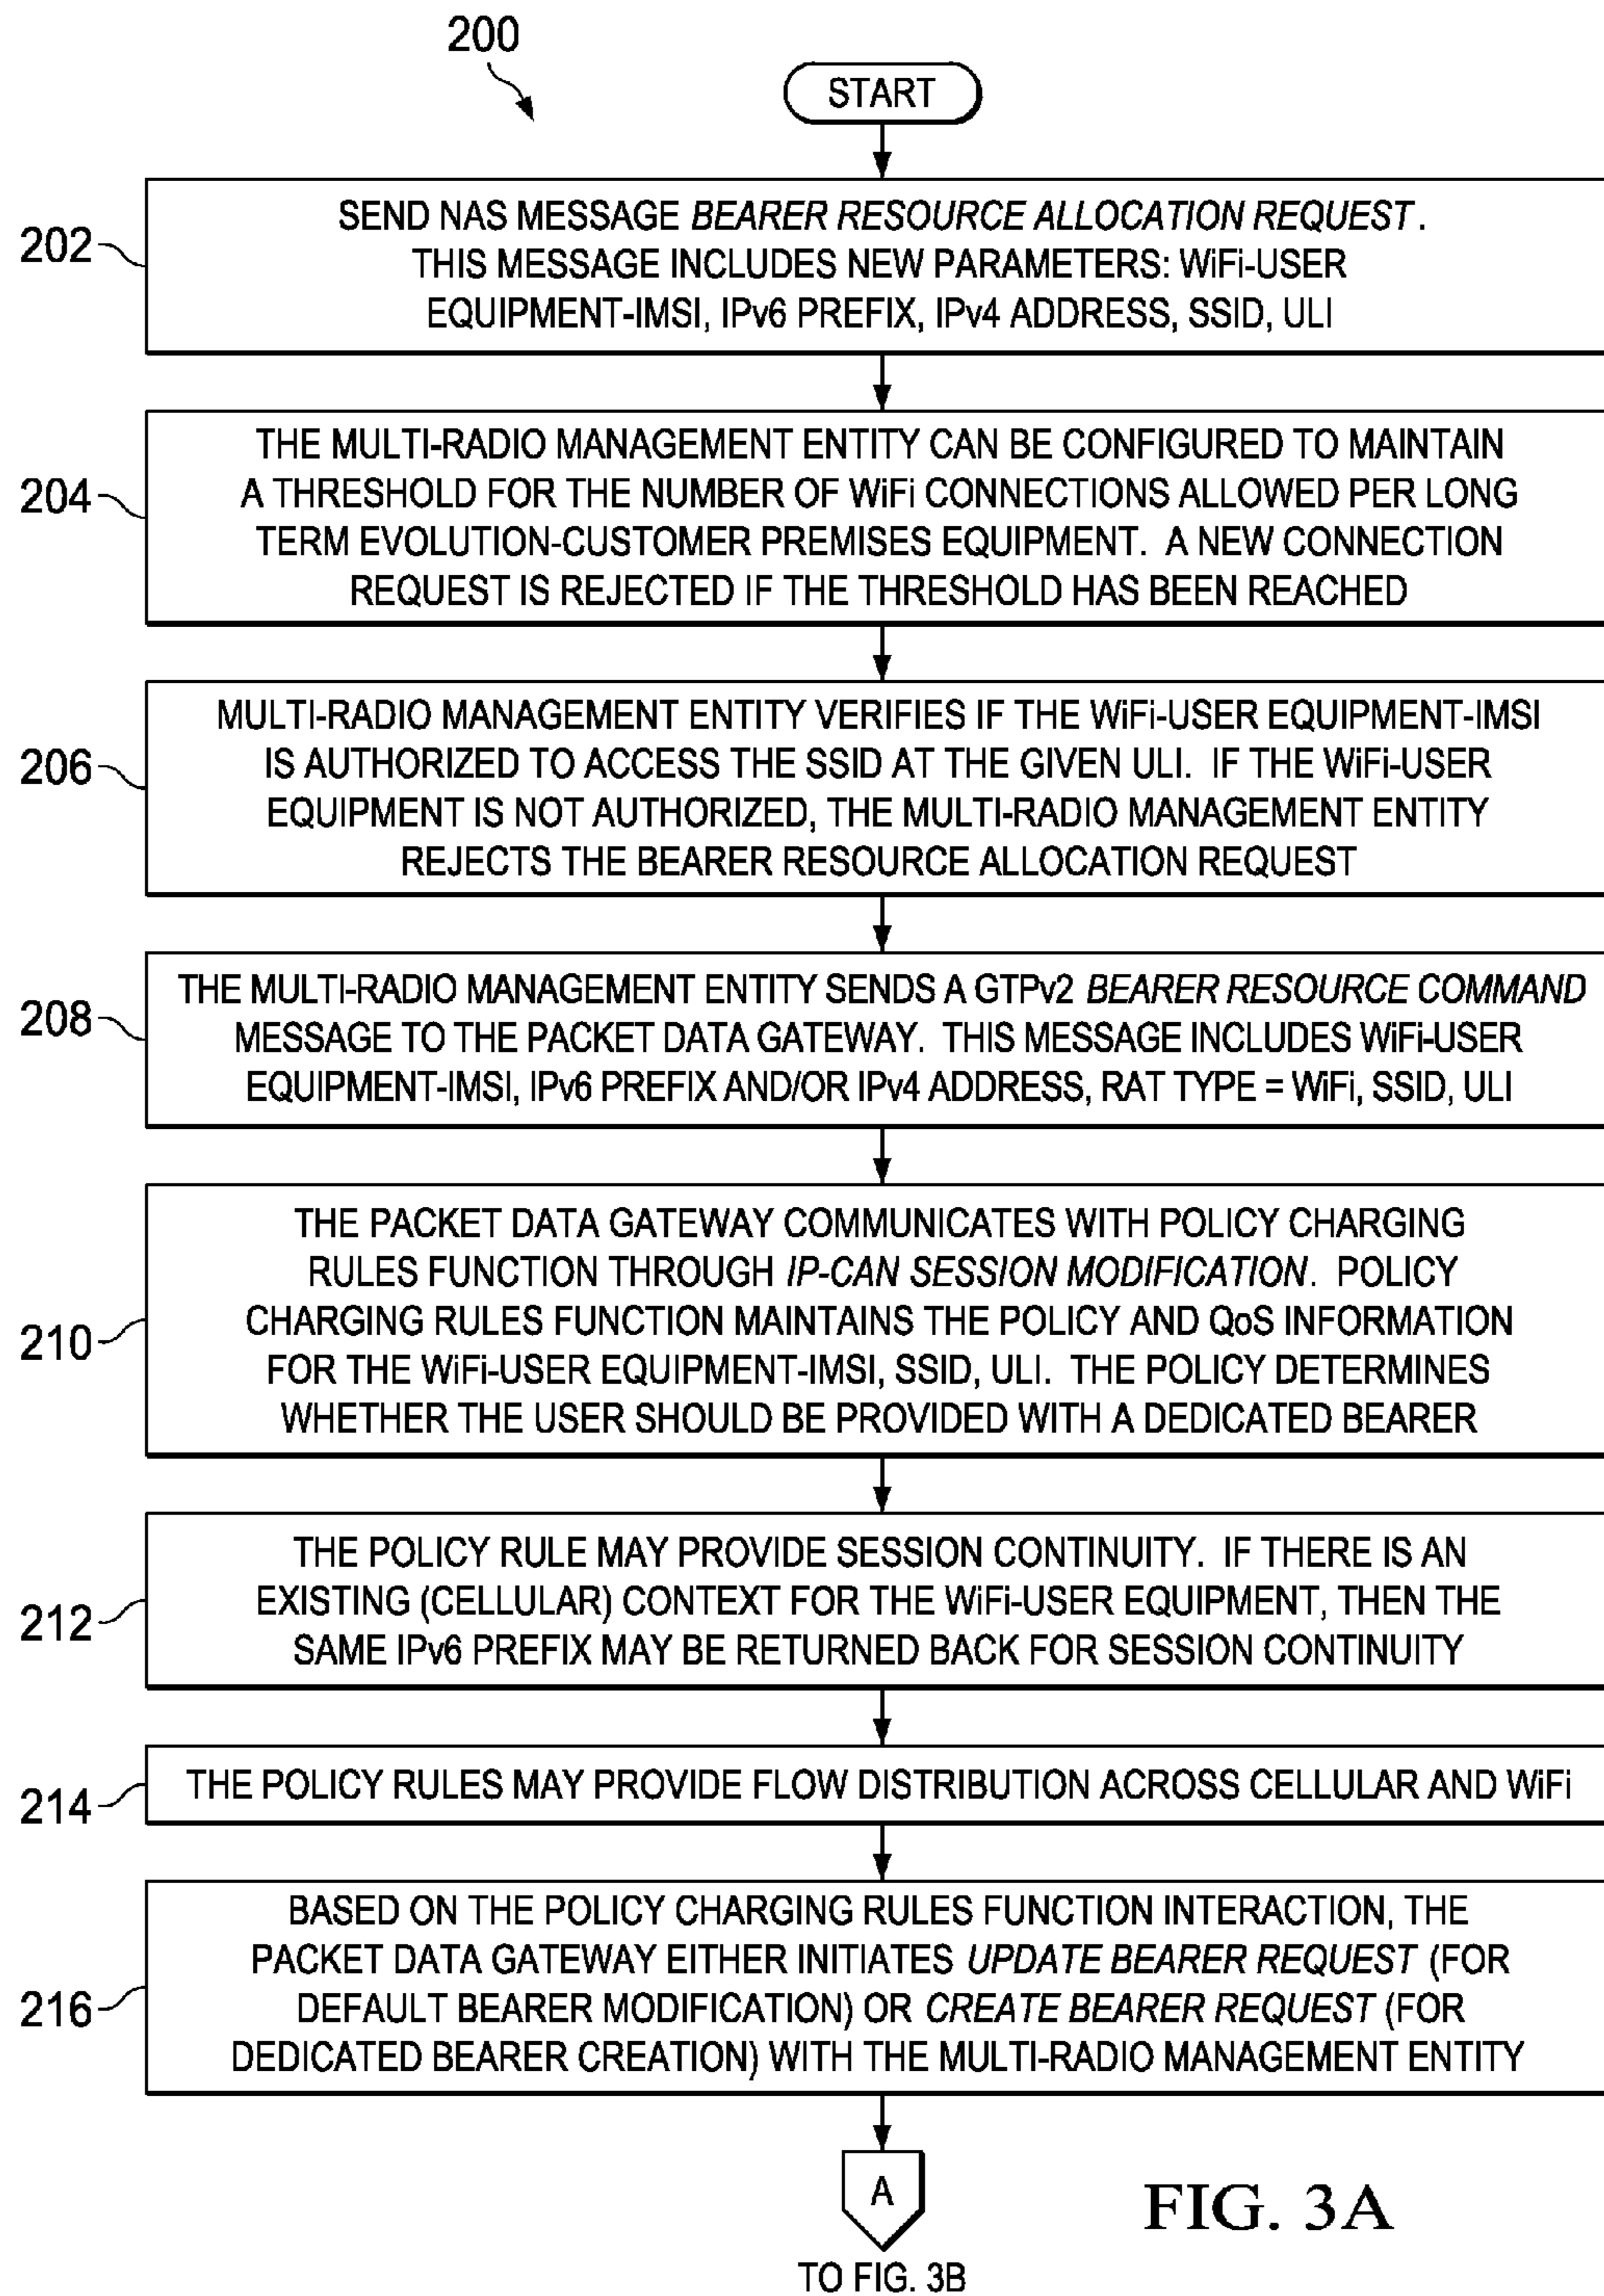 200
START
202
SEND NAS MESSAGE BEARER RESOURCE ALLOCATION REQUEST.
THIS MESSAGE INCLUDES NEW PARAMETERS: WiFi-USER
EQUIPMENT-IMSI, IPv6 PREFIX, IPv4 ADDRESS, SSID, ULI
204
THE MULTI-RADIO MANAGEMENT ENTITY CAN BE CONFIGURED TO MAINTAIN
A THRESHOLD FOR THE NUMBER OF WiFi CONNECTIONS ALLOWED PER LONG
TERM EVOLUTION-CUSTOMER PREMISES EQUIPMENT. A NEW CONNECTION
REQUEST IS REJECTED IF THE THRESHOLD HAS BEEN REACHED
206
MULTI-RADIO MANAGEMENT ENTITY VERIFIES IF THE WiFi-USER EQUIPMENT-IMSI
IS AUTHORIZED TO ACCESS THE SSID AT THE GIVEN ULI. IF THE WiFi-USER
EQUIPMENT IS NOT AUTHORIZED, THE MULTI-RADIO MANAGEMENT ENTITY
REJECTS THE BEARER RESOURCE ALLOCATION REQUEST
208
THE MULTI-RADIO MANAGEMENT ENTITY SENDS A GTPv2 BEARER RESOURCE COMMAND
MESSAGE TO THE PACKET DATA GATEWAY. THIS MESSAGE INCLUDES WiFi-USER
EQUIPMENT-IMSI, IPv6 PREFIX AND/OR IPv4 ADDRESS, RAT TYPE = WiFi, SSID, ULI
210
THE PACKET DATA GATEWAY COMMUNICATES WITH POLICY CHARGING
RULES FUNCTION THROUGH IP-CAN SESSION MODIFICATION. POLICY
CHARGING RULES FUNCTION MAINTAINS THE POLICY AND QoS INFORMATION
FOR THE WiFi-USER EQUIPMENT-IMSI, SSID, ULI. THE POLICY DETERMINES
WHETHER THE USER SHOULD BE PROVIDED WITH A DEDICATED BEARER
212
THE POLICY RULE MAY PROVIDE SESSION CONTINUITY. IF THERE IS AN
EXISTING (CELLULAR) CONTEXT FOR THE WiFi-USER EQUIPMENT, THEN THE
SAME IPv6 PREFIX MAY BE RETURNED BACK FOR SESSION CONTINUITY
214
THE POLICY RULES MAY PROVIDE FLOW DISTRIBUTION ACROSS CELLULAR AND WiFi
216
BASED ON THE POLICY CHARGING RULES FUNCTION INTERACTION, THE
PACKET DATA GATEWAY EITHER INITIATES UPDATE BEARER REQUEST (FOR
DEFAULT BEARER MODIFICATION) OR CREATE BEARER REQUEST (FOR
DEDICATED BEARER CREATION) WITH THE MULTI-RADIO MANAGEMENT ENTITY
A
FIG. 3A
TO FIG. 3B